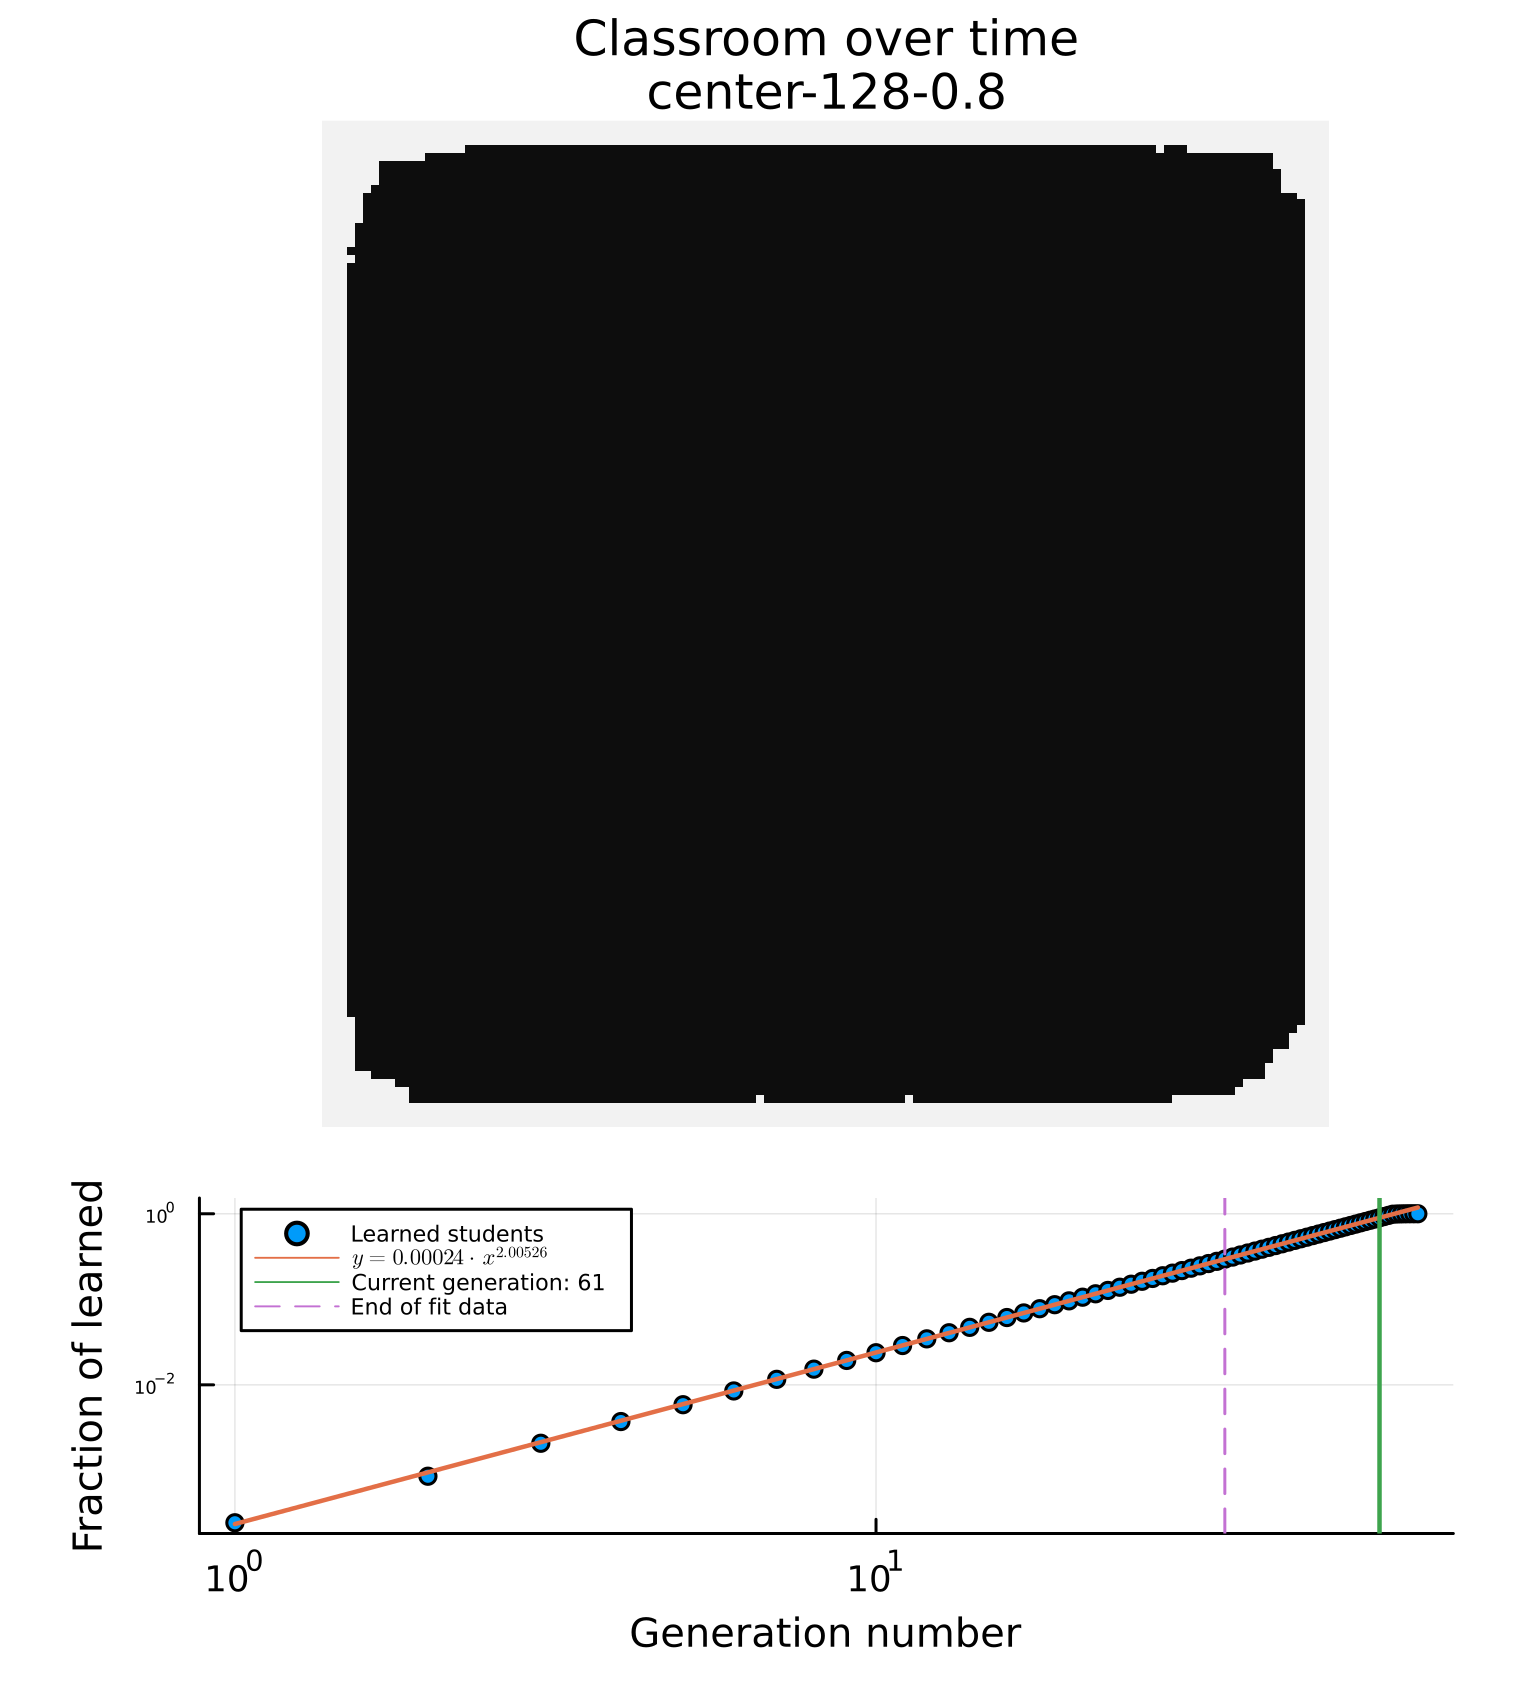 Classroom over time
center-128-0.8
Fraction of learned
10^0
10^-2
Learned students
y = 0.00024 · x^2.00526
Current generation: 61
End of fit data
10^0
10^1
Generation number